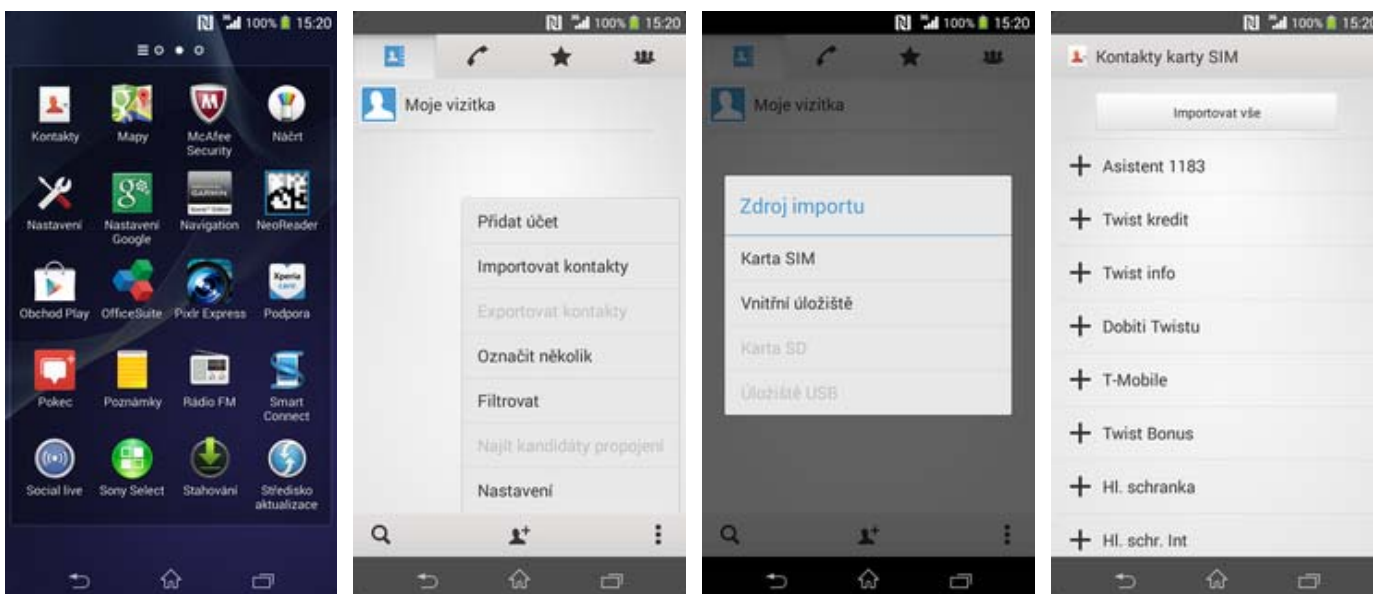 100% 15:20
Kontakty
Mapy
McAfee
Security
Náčrt
Nastavení
Nastavení
Google
GARMIN
Navigation
NeoReader
Xperia
care
Obchod Play
OfficeSuite
Pixlr Express
Podpora
Pokec
Poznámky
Rádio FM
Smart
Connect
Social live
Sony Select
Stahování
Středisko
aktualizace
100% 15:20
Moje vizitka
Přidat účet
Importovat kontakty
Exportovat kontakty
Označit několik
Filtrovat
Najít kandidáty propojení
Nastavení
100% 15:20
Moje vizitka
Zdroj importu
Karta SIM
Vnitřní úložiště
Karta SD
Úložiště USB
100% 15:20
Kontakty karty SIM
Importovat vše
Asistent 1183
Twist kredit
Twist info
Dobiti Twistu
T-Mobile
Twist Bonus
Hl. schranka
Hl. schr. Int